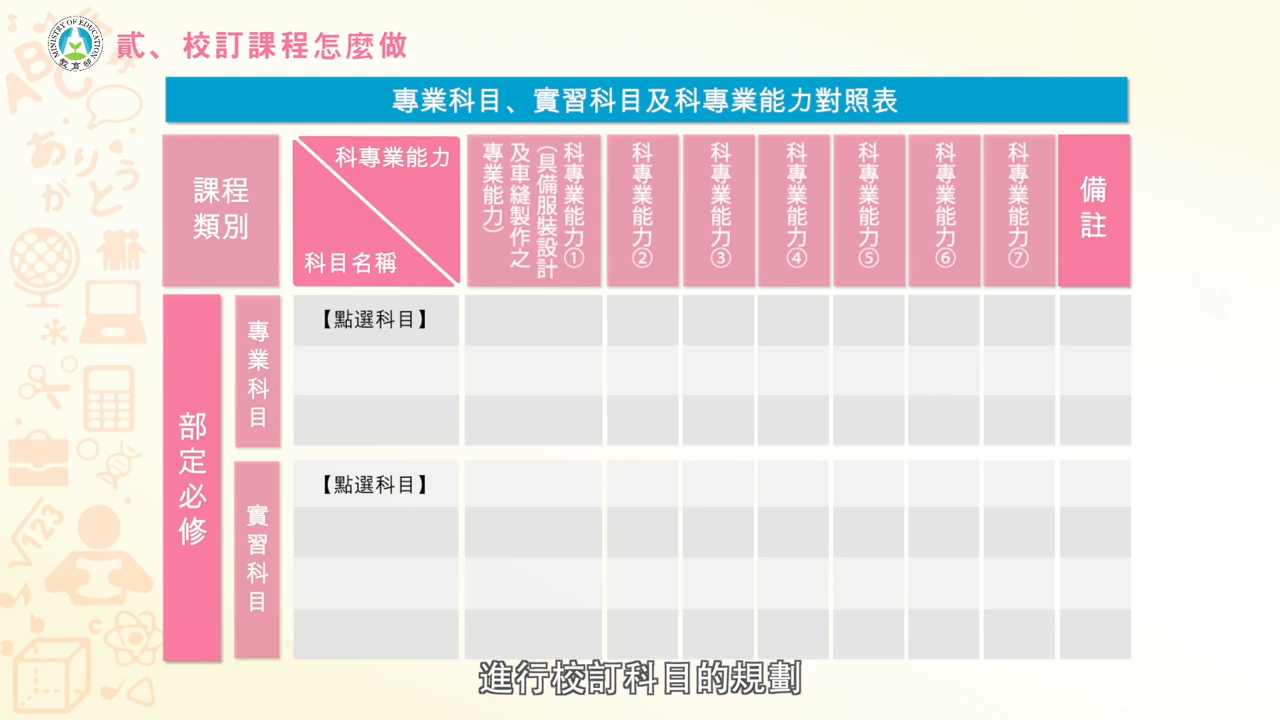 MINISTRY OF EDUCATION
教育部
貳、校訂課程怎麼做
專業科目、實習科目及科專業能力對照表
課程
類別
科專業能力
科目名稱
科專業能力①
（具備服裝設計
及車縫製作之
專業能力）
科專業能力②
科專業能力③
科專業能力④
科專業能力⑤
科專業能力⑥
科專業能力⑦
備註
部定必修
專業科目
【點選科目】
實習科目
【點選科目】
進行校訂科目的規劃